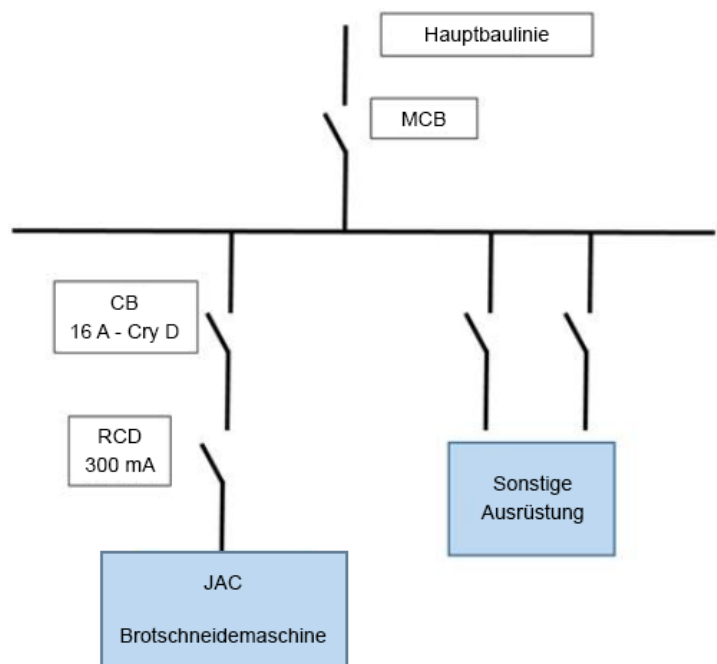 Hauptbaulinie
MCB
CB
16 A - Cry D
RCD
300 mA
Sonstige
Ausrüstung
JAC
Brotschneidemaschine